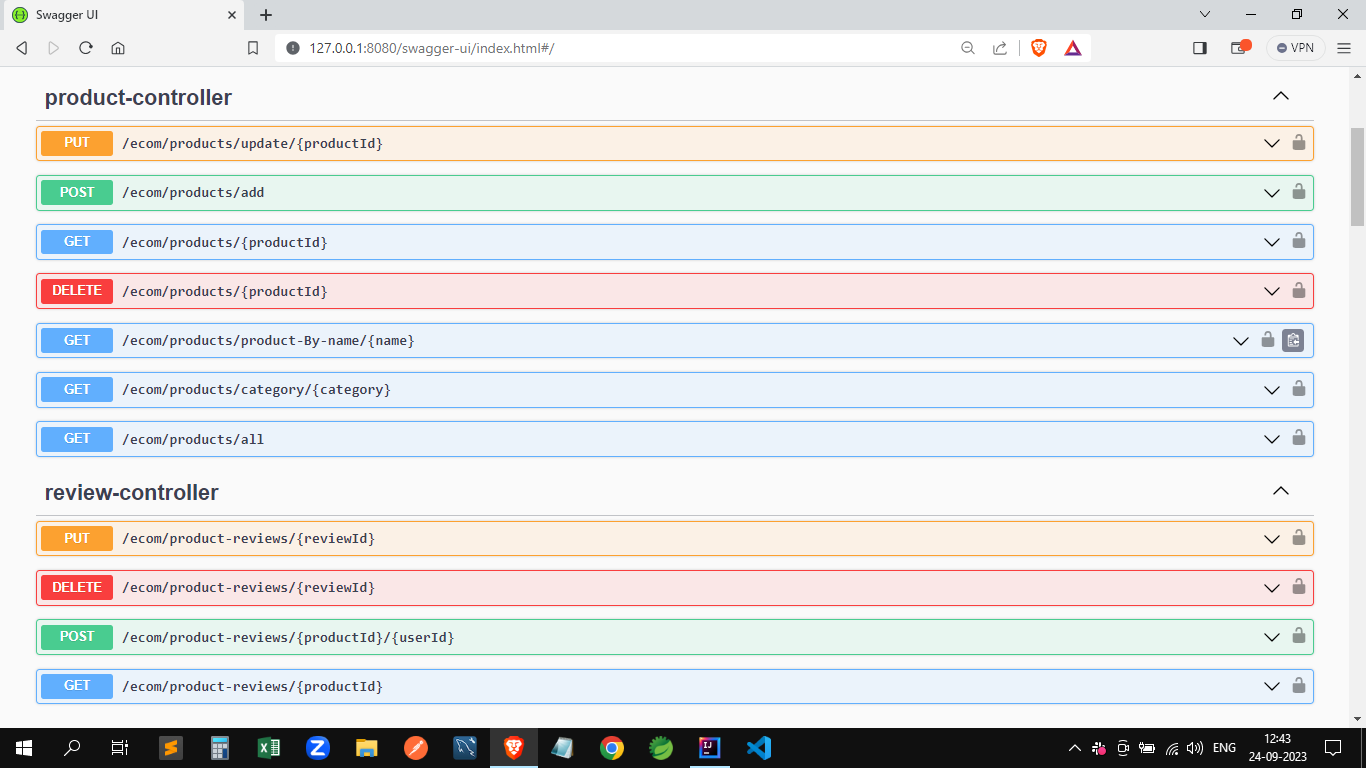 Swagger UI
127.0.0.1:8080/swagger-ui/index.html#/
VPN
product-controller
PUT /ecom/products/update/{productId}
POST /ecom/products/add
GET /ecom/products/{productId}
DELETE /ecom/products/{productId}
GET /ecom/products/product-By-name/{name}
GET /ecom/products/category/{category}
GET /ecom/products/all
review-controller
PUT /ecom/product-reviews/{reviewId}
DELETE /ecom/product-reviews/{reviewId}
POST /ecom/product-reviews/{productId}/{userId}
GET /ecom/product-reviews/{productId}
ENG
12:43
24-09-2023